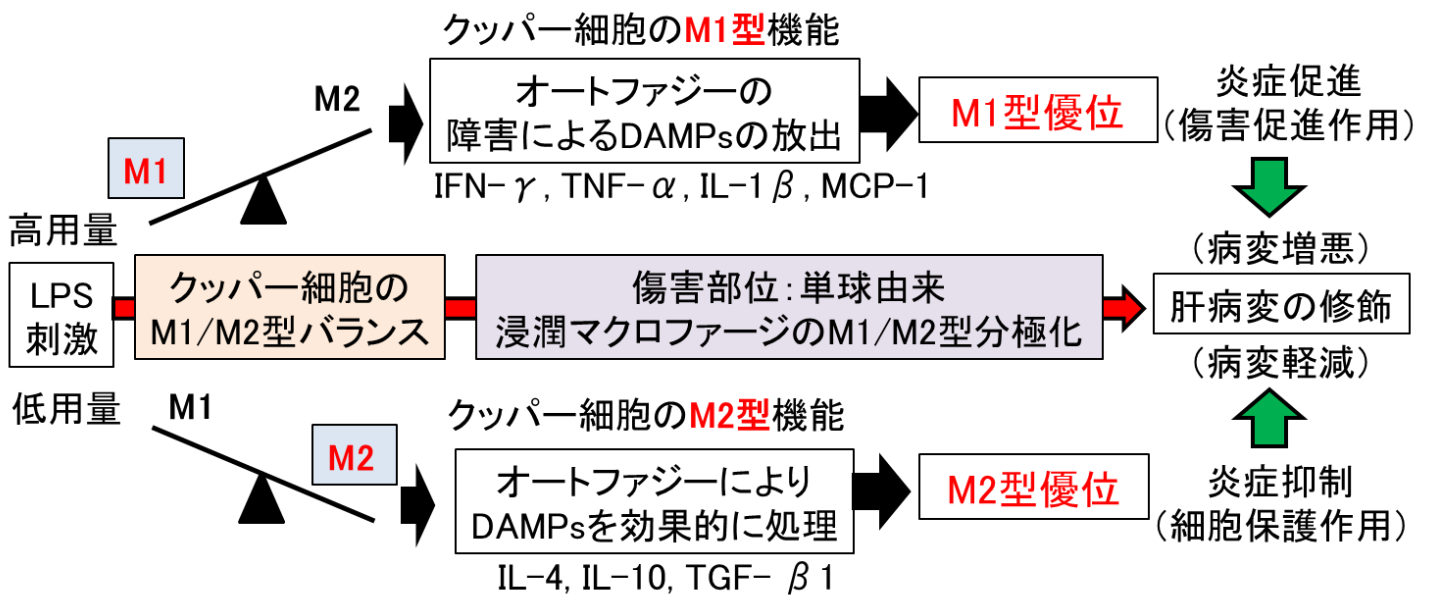 クッパー細胞のM1型機能
M2
M1
オートファジーの
障害によるDAMPsの放出
IFN-γ, TNF-α, IL-1β, MCP-1
M1型優位
炎症促進
(傷害促進作用)
高用量
LPS
刺激
クッパー細胞の
M1/M2型バランス
傷害部位:単球由来
浸潤マクロファージのM1/M2型分極化
(病変増悪)
肝病変の修飾
(病変軽減)
低用量
M1
M2
クッパー細胞のM2型機能
オートファジーにより
DAMPsを効果的に処理
IL-4, IL-10, TGF-β1
M2型優位
炎症抑制
(細胞保護作用)